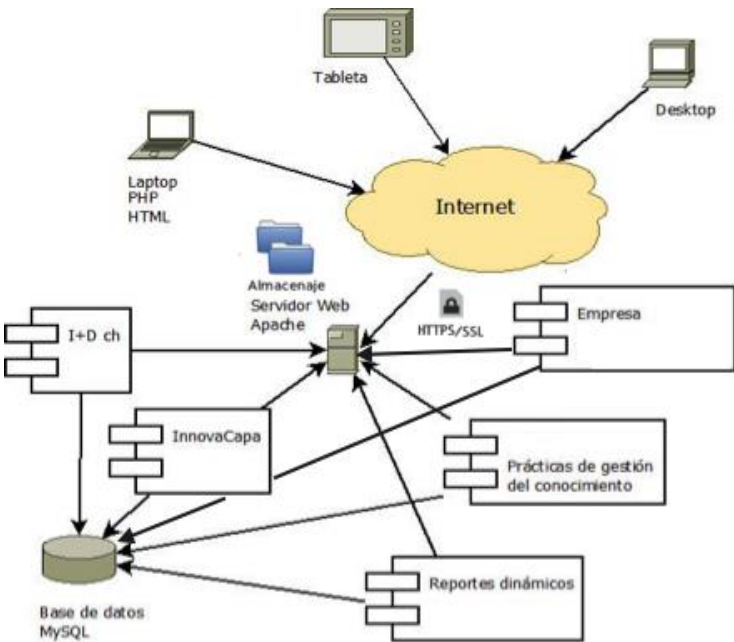 Tableta
Desktop
Laptop
PHP
HTML
Internet
Almacenaje
Servidor Web
Apache
HTTPS/SSL
Empresa
I+D ch
InnovaCapa
Prácticas de gestión
del conocimiento
Reportes dinámicos
Base de datos
MySQL